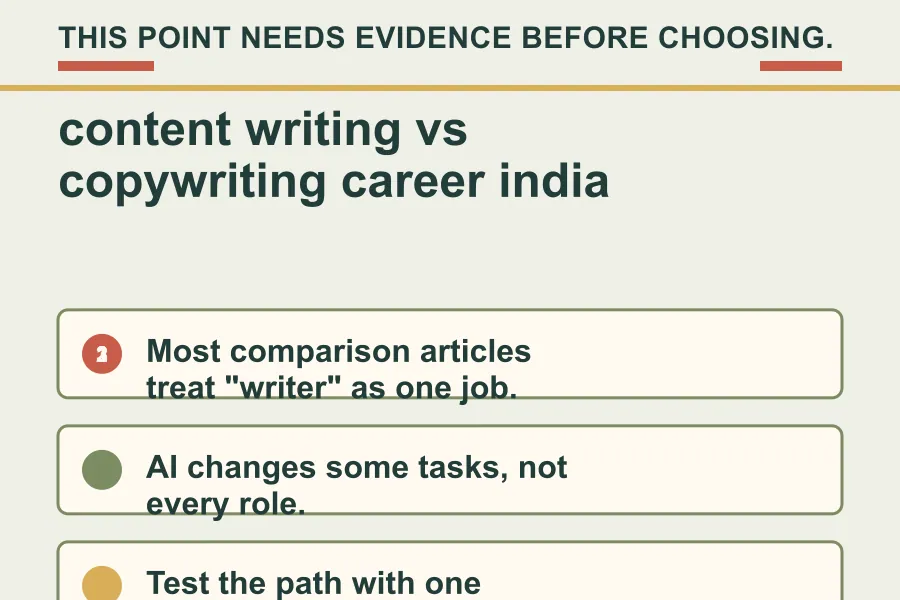 THIS POINT NEEDS EVIDENCE BEFORE CHOOSING.
content writing vs
copywriting career india
Most comparison articles
treat "writer" as one job.
AI changes some tasks, not
every role.
Test the path with one